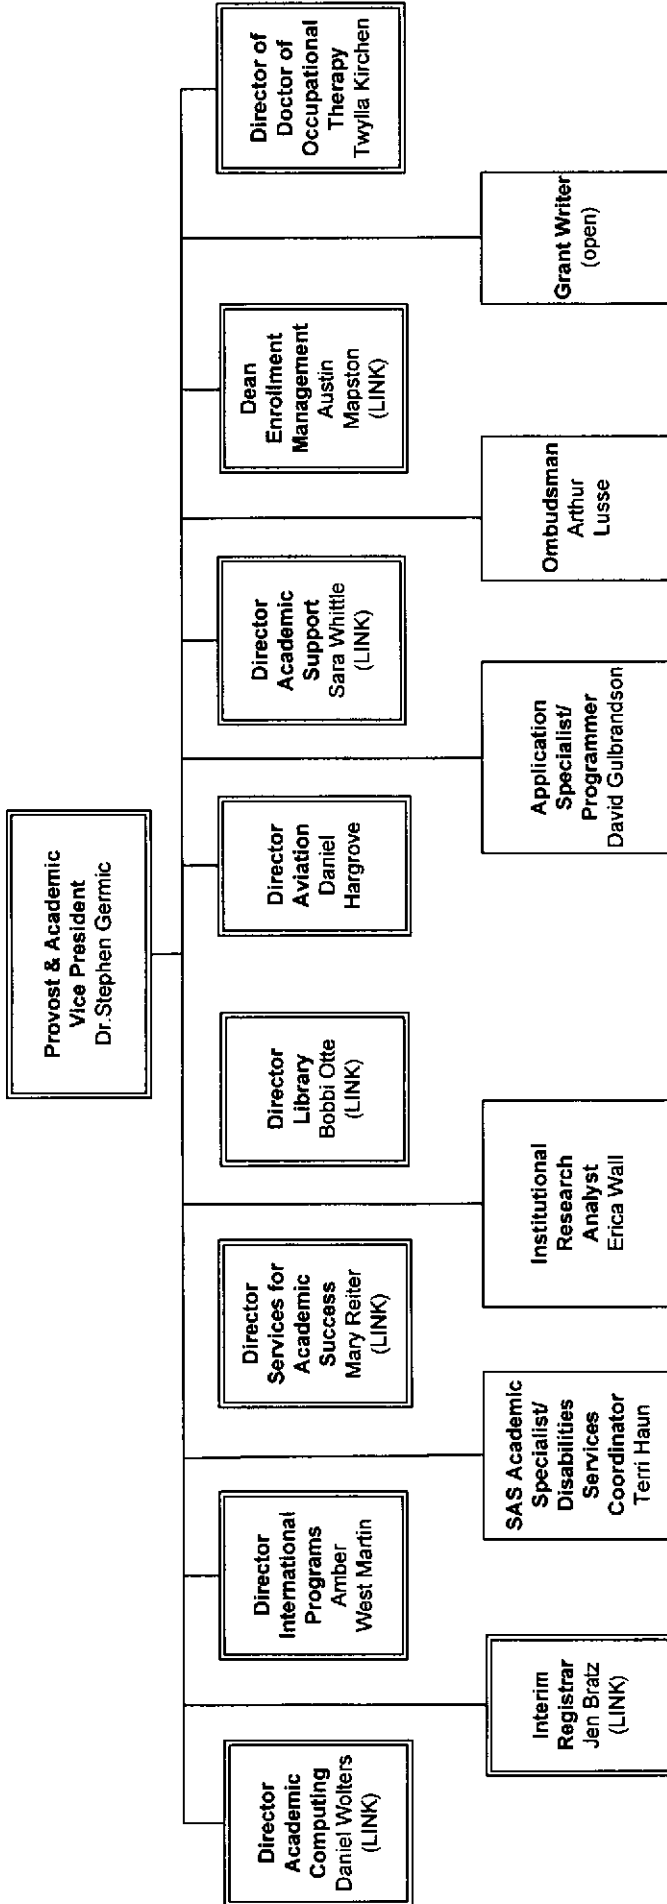 Provost & Academic
Vice President
Dr.Stephen Germic
Director
Academic
Computing
Daniel Wolters
(LINK)
Director
International
Programs
Amber
West Martin
Director
Services for
Academic
Success
Mary Reiter
(LINK)
Director
Library
Bobbi Otte
(LINK)
Director
Aviation
Daniel
Hargrove
Director
Academic
Support
Sara Whittle
(LINK)
Dean
Enrollment
Management
Austin
Mapston
(LINK)
Director of
Doctor of
Occupational
Therapy
Twylla Kirchen
Interim
Registrar
Jen Bratz
(LINK)
SAS Academic
Specialist/
Disabilities
Services
Coordinator
Terri Haun
Institutional
Research
Analyst
Erica Wall
Application
Specialist/
Programmer
David Gulbrandson
Ombudsman
Arthur
Lusse
Grant Writer
(open)